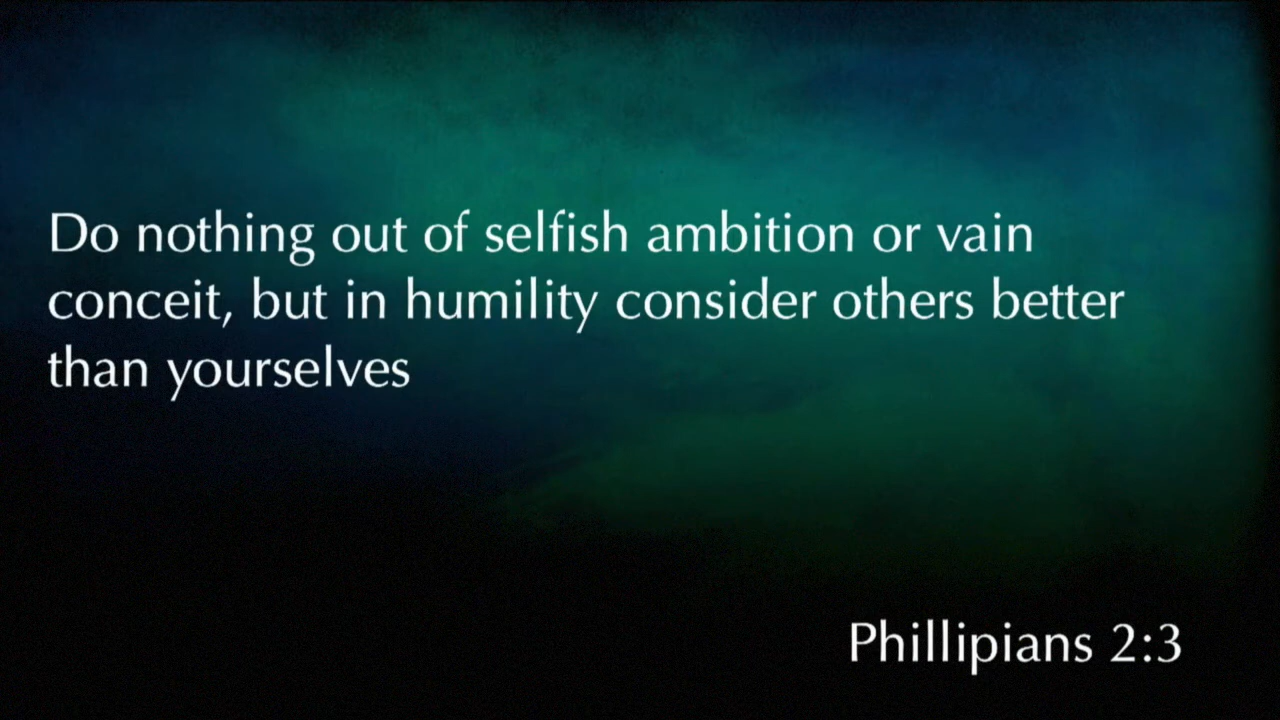 Do nothing out of selfish ambition or vain
conceit, but in humility consider others better
than yourselves
Phillipians 2:3